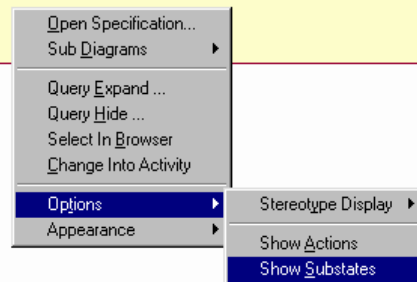 Open Specification...
Sub Diagrams
Query Expand ...
Query Hide ...
Select In Browser
Change Into Activity
Options
Appearance
Stereotype Display
Show Actions
Show Substates